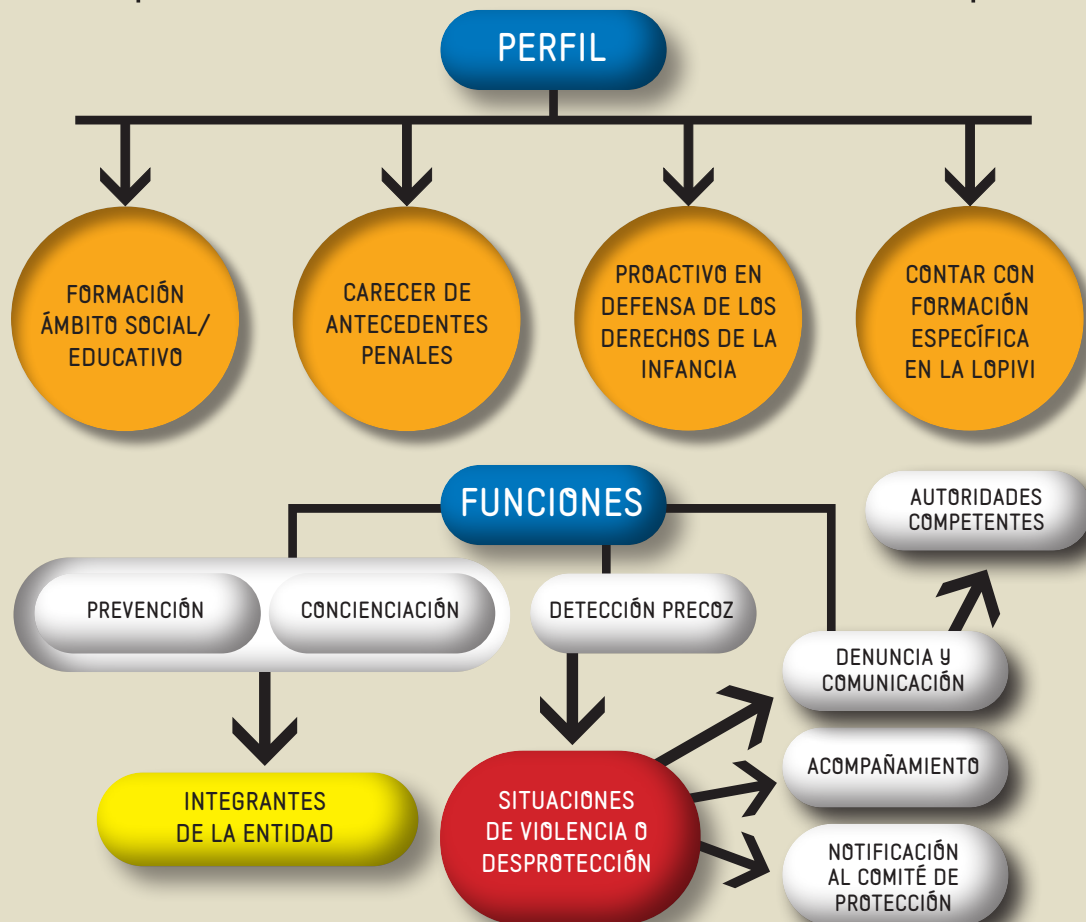 PERFIL
FORMACIÓN
ÁMBITO SOCIAL/
EDUCATIVO
CARECER DE
ANTECEDENTES
PENALES
PROACTIVO EN
DEFENSA DE LOS
DERECHOS DE LA
INFANCIA
CONTAR CON
FORMACIÓN
ESPECÍFICA
EN LA LOPIVI
FUNCIONES
AUTORIDADES
COMPETENTES
PREVENCIÓN
CONCIENCIACIÓN
DETECCIÓN PRECOZ
DENUNCIA Y
COMUNICACIÓN
INTEGRANTES
DE LA ENTIDAD
SITUACIONES
DE VIOLENCIA O
DESPROTECCIÓN
ACOMPAÑAMIENTO
NOTIFICACIÓN
AL COMITÉ DE
PROTECCIÓN